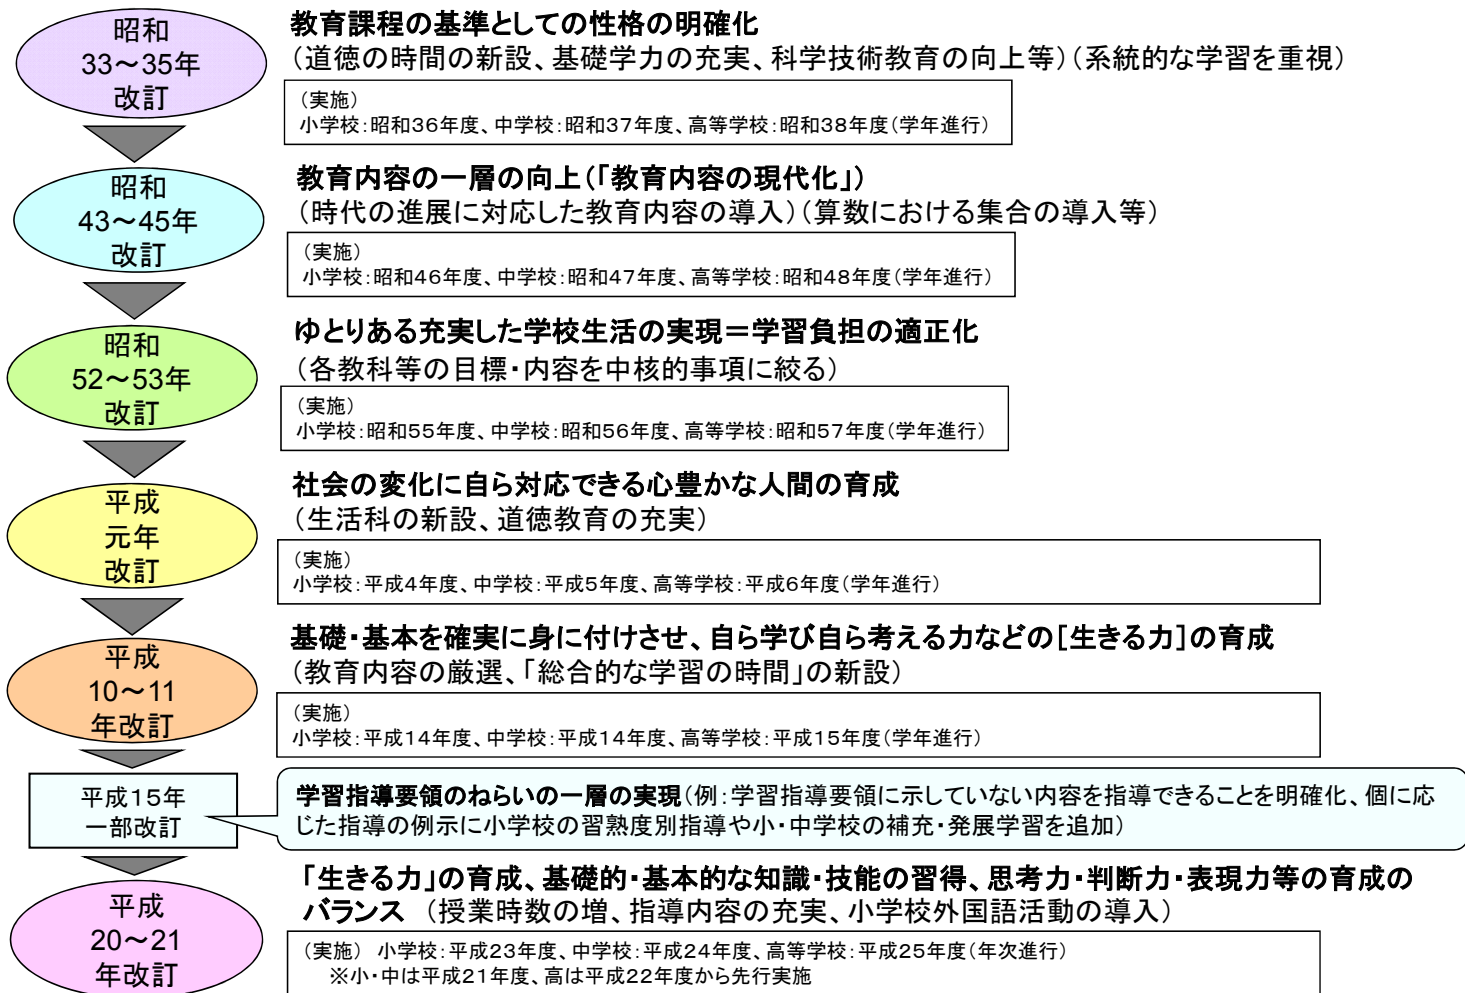 昭和
33～35年
改訂
教育課程の基準としての性格の明確化
（道徳の時間の新設、基礎学力の充実、科学技術教育の向上等）（系統的な学習を重視）
（実施）
小学校：昭和36年度、中学校：昭和37年度、高等学校：昭和38年度（学年進行）
昭和
43～45年
改訂
教育内容の一層の向上（「教育内容の現代化」）
（時代の進展に対応した教育内容の導入）（算数における集合の導入等）
（実施）
小学校：昭和46年度、中学校：昭和47年度、高等学校：昭和48年度（学年進行）
昭和
52～53年
改訂
ゆとりある充実した学校生活の実現＝学習負担の適正化
（各教科等の目標・内容を中核的事項に絞る）
（実施）
小学校：昭和55年度、中学校：昭和56年度、高等学校：昭和57年度（学年進行）
平成
元年
改訂
社会の変化に自ら対応できる心豊かな人間の育成
（生活科の新設、道徳教育の充実）
（実施）
小学校：平成4年度、中学校：平成5年度、高等学校：平成6年度（学年進行）
平成
10～11
年改訂
基礎・基本を確実に身に付けさせ、自ら学び自ら考える力などの［生きる力］の育成
（教育内容の厳選、「総合的な学習の時間」の新設）
（実施）
小学校：平成14年度、中学校：平成14年度、高等学校：平成15年度（学年進行）
平成15年
一部改訂
学習指導要領のねらいの一層の実現（例：学習指導要領に示していない内容を指導できることを明確化、個に応
じた指導の例示に小学校の習熟度別指導や小・中学校の補充・発展学習を追加）
平成
20～21
年改訂
「生きる力」の育成、基礎的・基本的な知識・技能の習得、思考力・判断力・表現力等の育成の
バランス （授業時数の増、指導内容の充実、小学校外国語活動の導入）
（実施） 小学校：平成23年度、中学校：平成24年度、高等学校：平成25年度（年次進行）
※小・中は平成21年度、高は平成22年度から先行実施